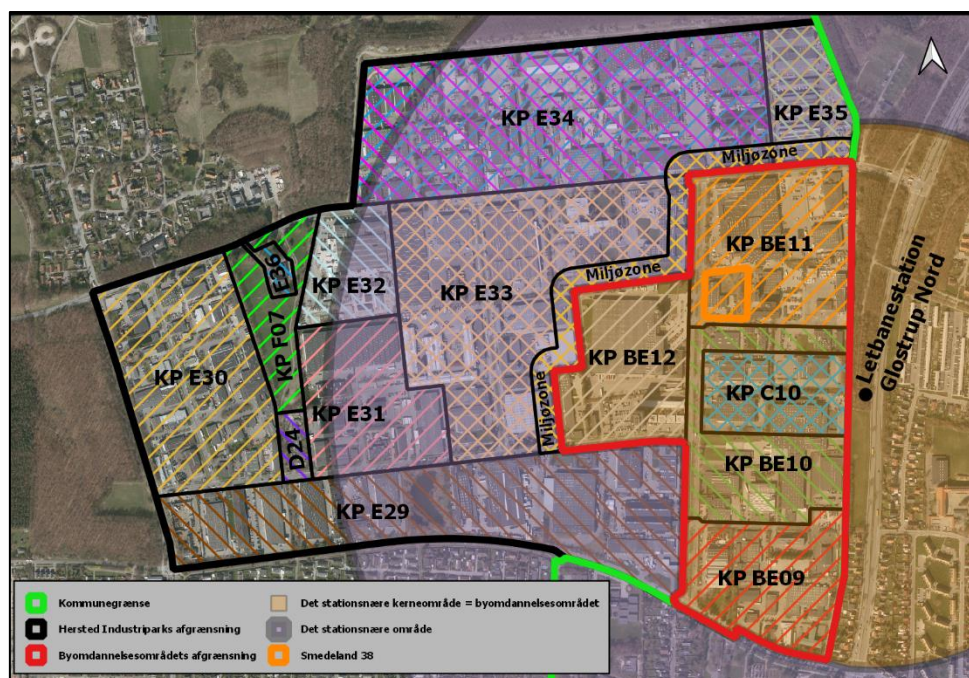 KP E34
KP E35
Miljøzone
KP BE11
E36
KP E32
KP E33
Miljøzone
Letbanestation
Glostrup Nord
KP F07
KP E30
KP BE12
KP C10
KP E31
Miljøzone
D24
KP BE10
KP E29
KP BE09
Kommunegrænse
Hersted Industriparks afgrænsning
Byomdannelsesområdets afgrænsning
Det stationsnære kerneområde = byomdannelsesområdet
Det stationsnære område
Smedeland 38